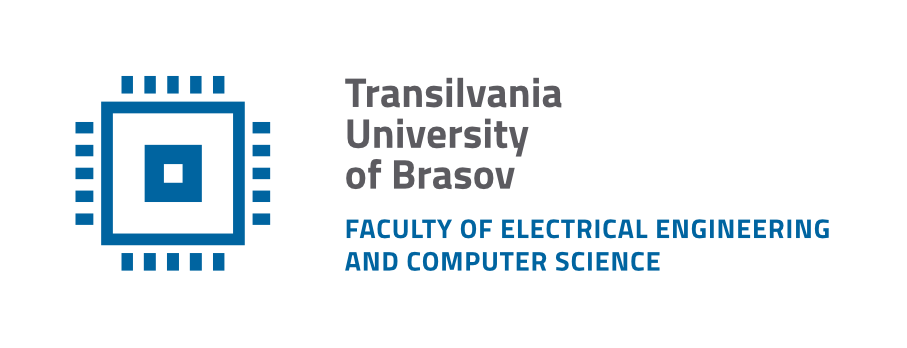 Transilvania
University
of Brasov
FACULTY OF ELECTRICAL ENGINEERING
AND COMPUTER SCIENCE